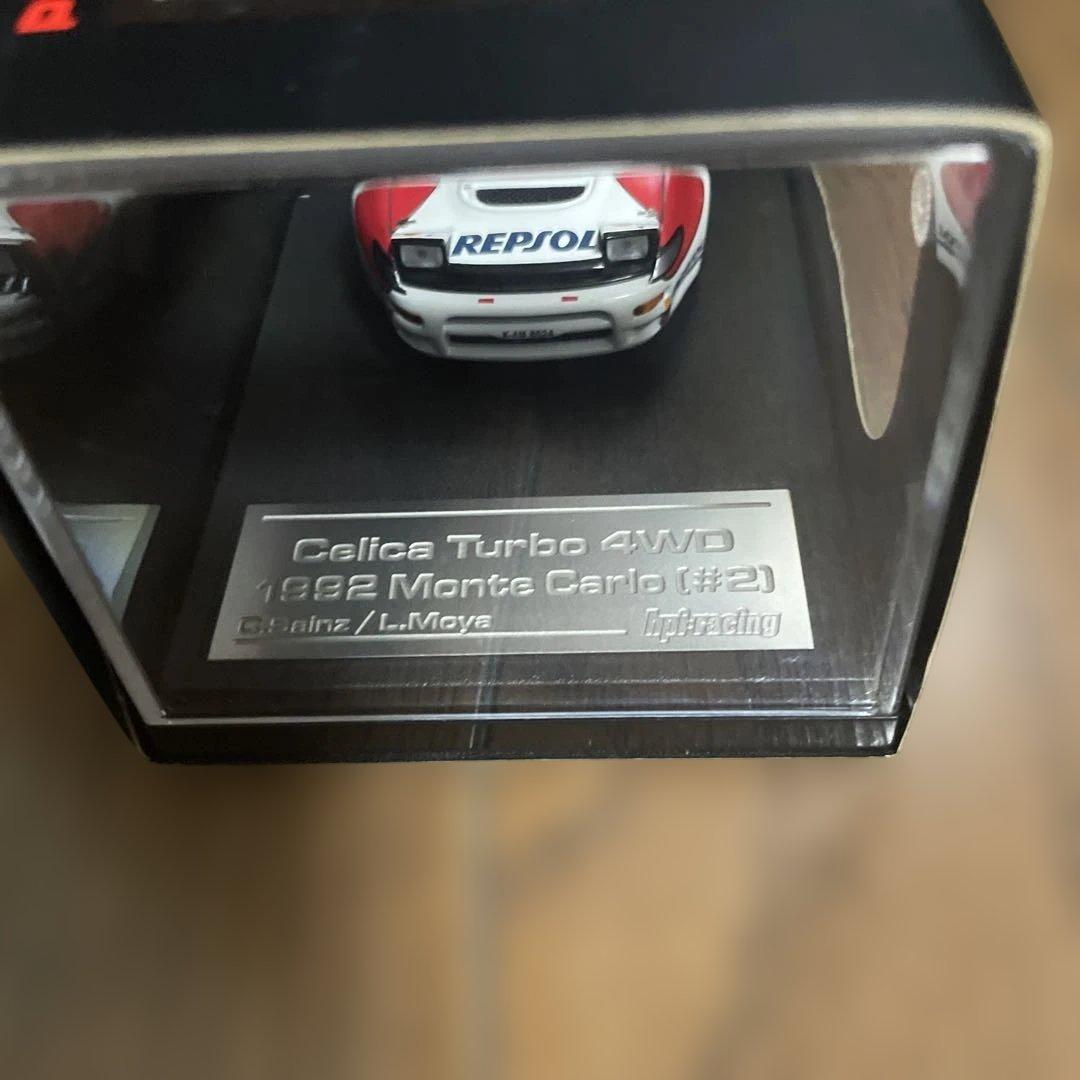 REPSOL
Celica Turbo 4WD
1992 Monte Carlo (#2)
C.Sainz / L.Moya
hpi-racing